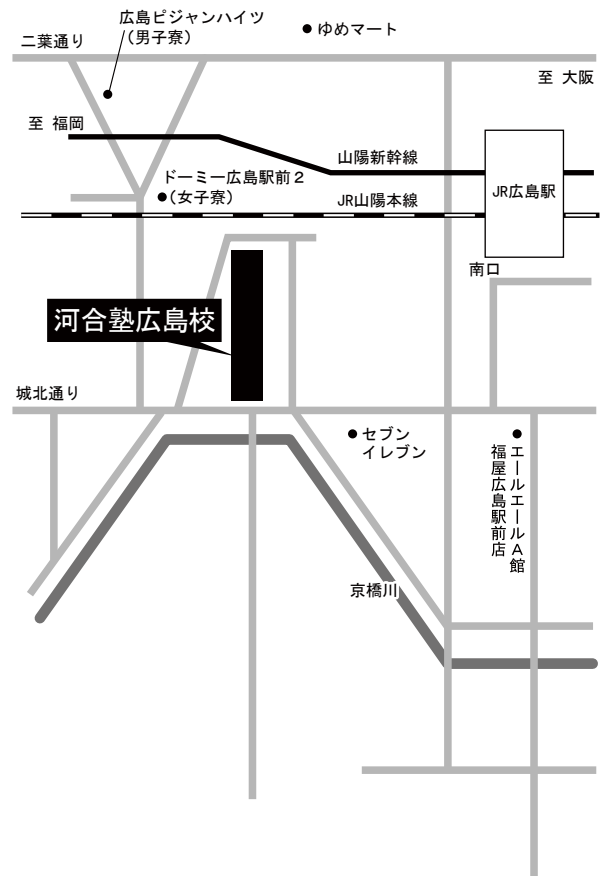 広島ピジャンハイツ
（男子寮）
ゆめマート
二葉通り
至 大阪
至 福岡
山陽新幹線
ドーミー広島駅前２
（女子寮）
JR山陽本線
JR広島駅
南口
河合塾広島校
城北通り
セブン
イレブン
エールエールＡ館
福屋広島駅前店
京橋川